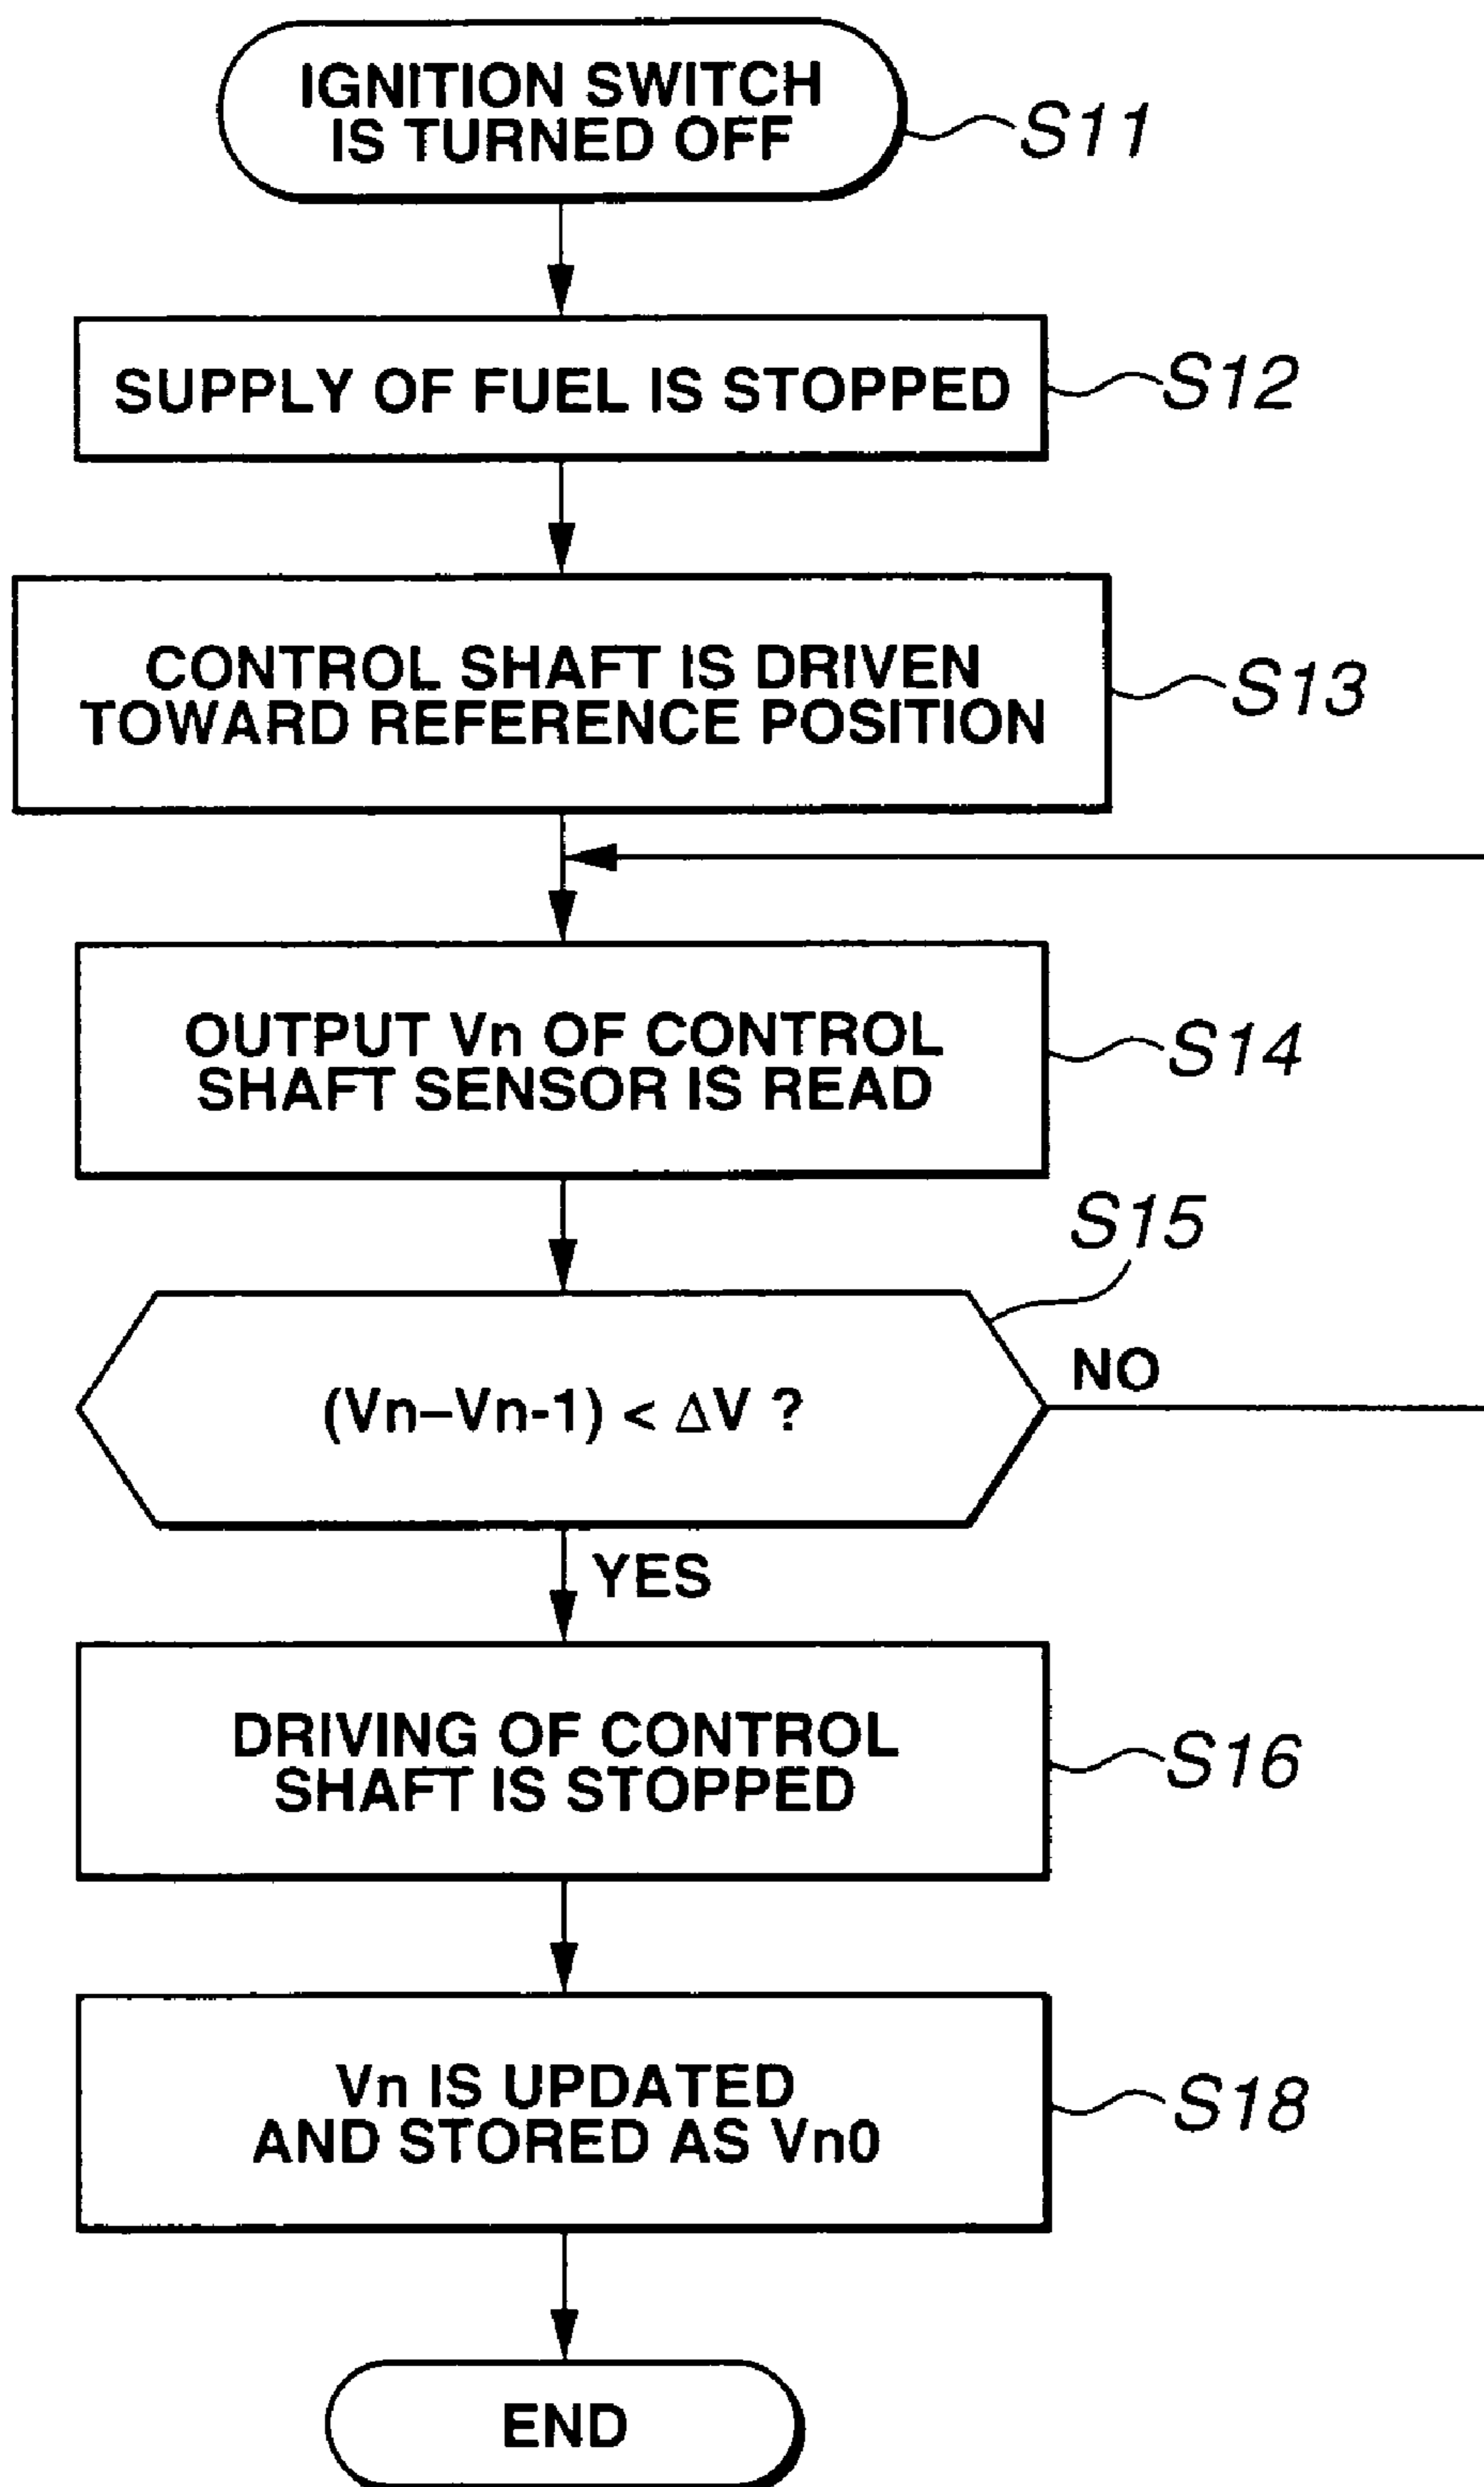 IGNITION SWITCH
IS TURNED OFF
S11
SUPPLY OF FUEL IS STOPPED
S12
CONTROL SHAFT IS DRIVEN
TOWARD REFERENCE POSITION
S13
OUTPUT Vn OF CONTROL
SHAFT SENSOR IS READ
S14
S15
(Vn–Vn-1) < ΔV ?
NO
YES
DRIVING OF CONTROL
SHAFT IS STOPPED
S16
Vn IS UPDATED
AND STORED AS Vn0
S18
END